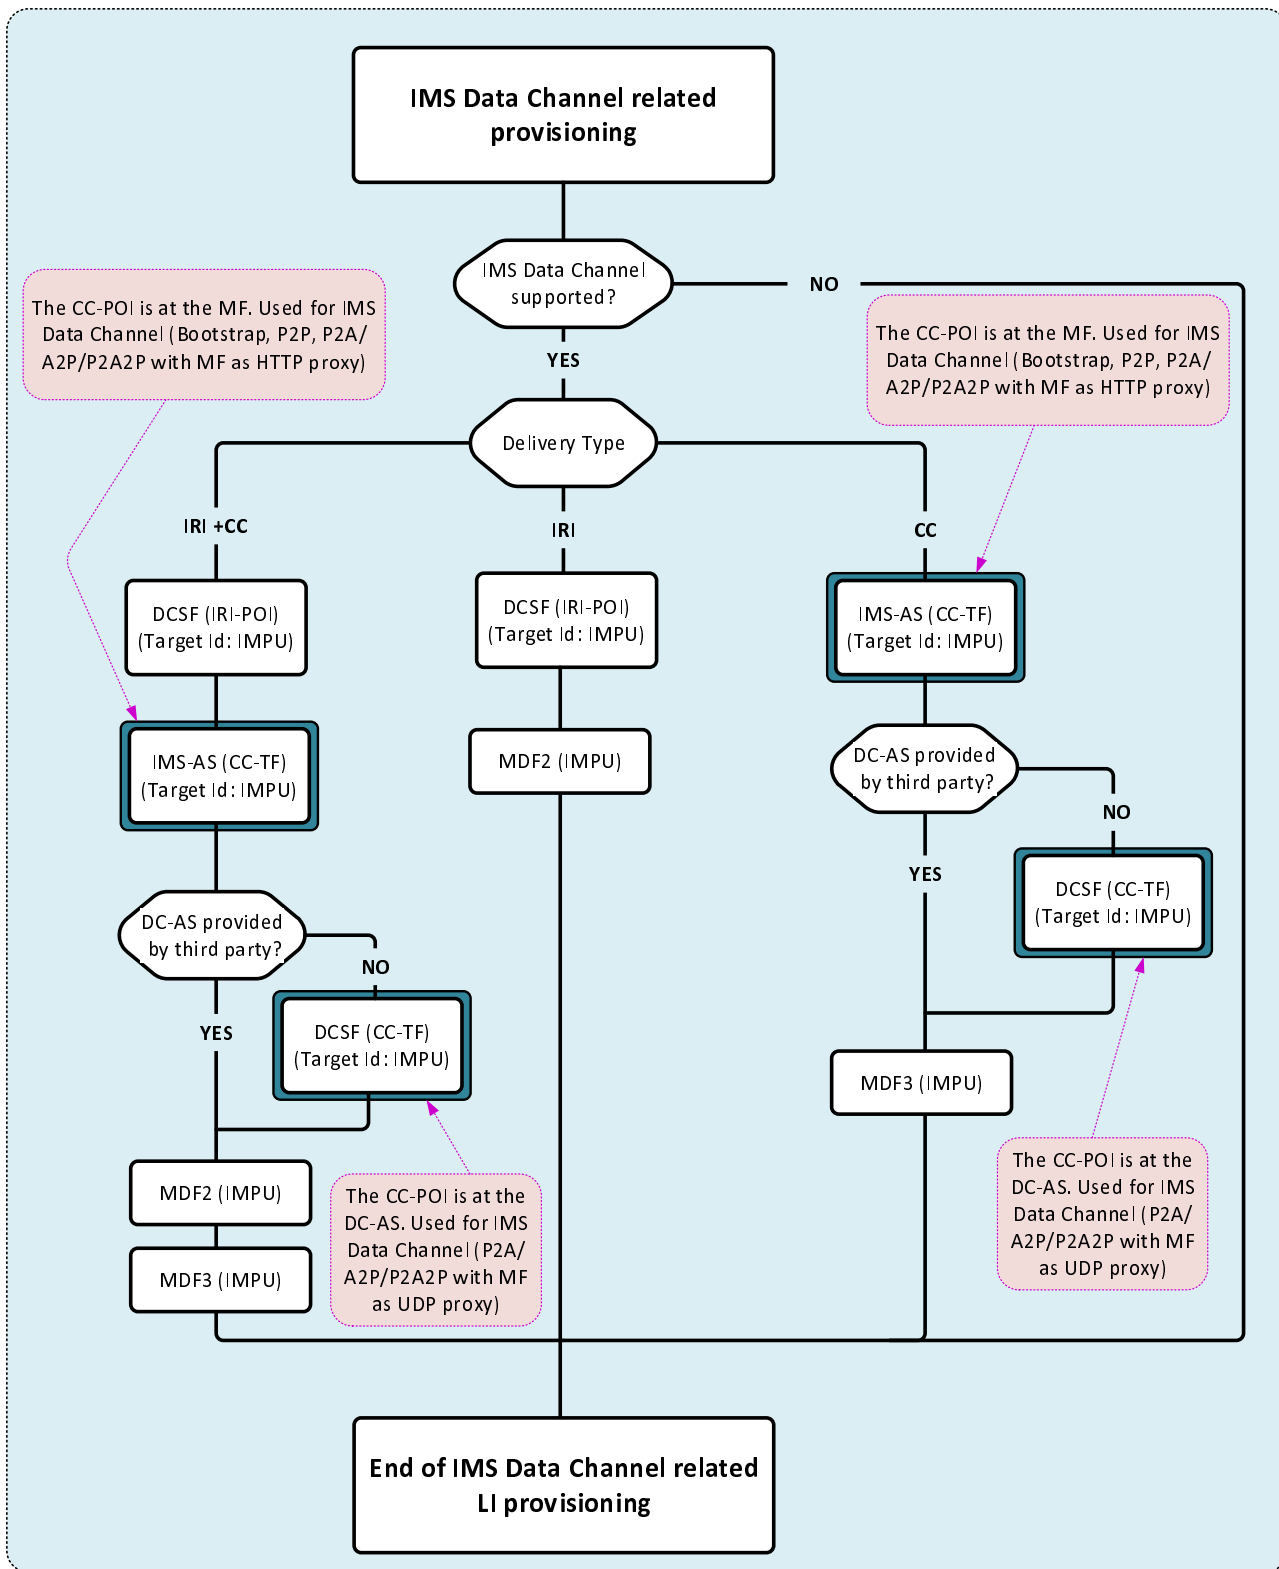 IMS Data Channel related
provisioning
IMS Data Channel
supported?
NO
YES
The CC-POI is at the MF. Used for IMS
Data Channel (Bootstrap, P2P, P2A/
A2P/P2A2P with MF as HTTP proxy)
The CC-POI is at the MF. Used for IMS
Data Channel (Bootstrap, P2P, P2A/
A2P/P2A2P with MF as HTTP proxy)
Delivery Type
IRI +CC
IRI
CC
DCSF (IRI-POI)
(Target Id: IMPU)
IMS-AS (CC-TF)
(Target Id: IMPU)
DC-AS provided
by third party?
NO
YES
DCSF (CC-TF)
(Target Id: IMPU)
MDF2 (IMPU)
MDF3 (IMPU)
The CC-POI is at the
DC-AS. Used for IMS
Data Channel (P2A/
A2P/P2A2P with MF
as UDP proxy)
DCSF (IRI-POI)
(Target Id: IMPU)
MDF2 (IMPU)
IMS-AS (CC-TF)
(Target Id: IMPU)
DC-AS provided
by third party?
NO
YES
DCSF (CC-TF)
(Target Id: IMPU)
MDF3 (IMPU)
The CC-POI is at the
DC-AS. Used for IMS
Data Channel (P2A/
A2P/P2A2P with MF
as UDP proxy)
End of IMS Data Channel related
LI provisioning